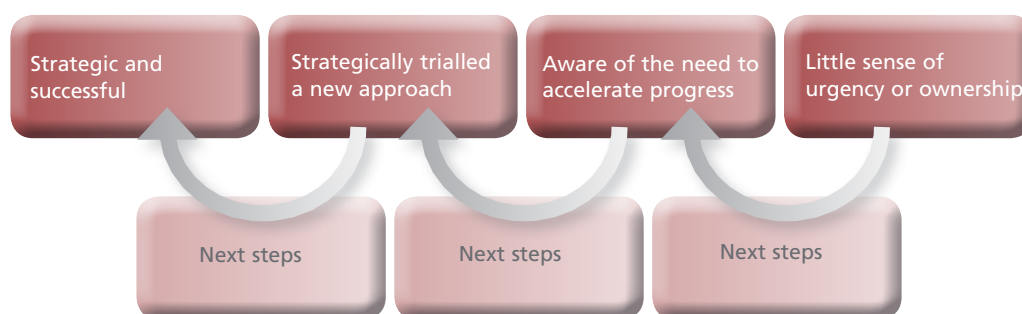 Strategic and
successful
Strategically trialled
a new approach
Aware of the need to
accelerate progress
Little sense of
urgency or ownership
Next steps
Next steps
Next steps